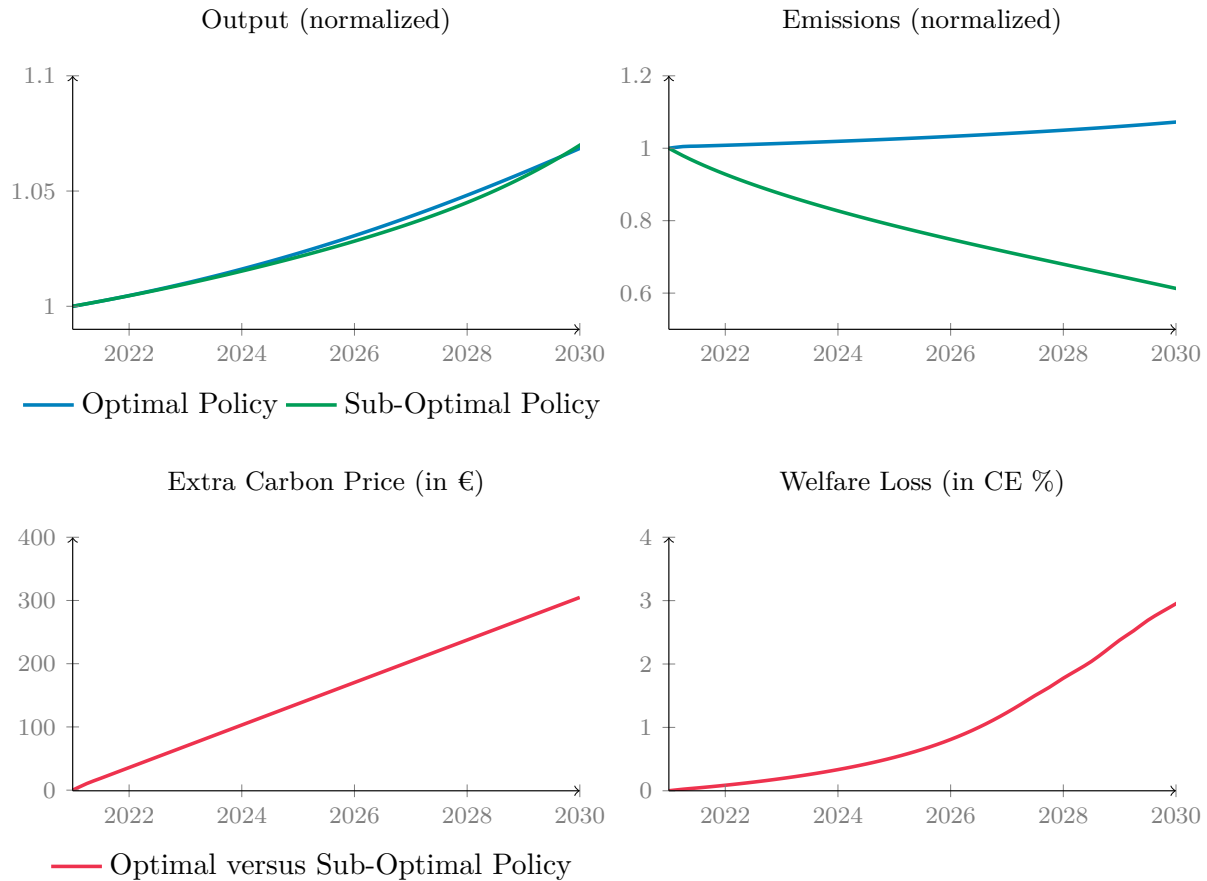 Output (normalized)
1.1
1.05
1
2022 2024 2026 2028 2030
Emissions (normalized)
1.2
1
0.8
0.6
2022 2024 2026 2028 2030
Optimal Policy Sub-Optimal Policy
Extra Carbon Price (in €)
400
300
200
100
0
2022 2024 2026 2028 2030
Welfare Loss (in CE %)
4
3
2
1
0
2022 2024 2026 2028 2030
Optimal versus Sub-Optimal Policy